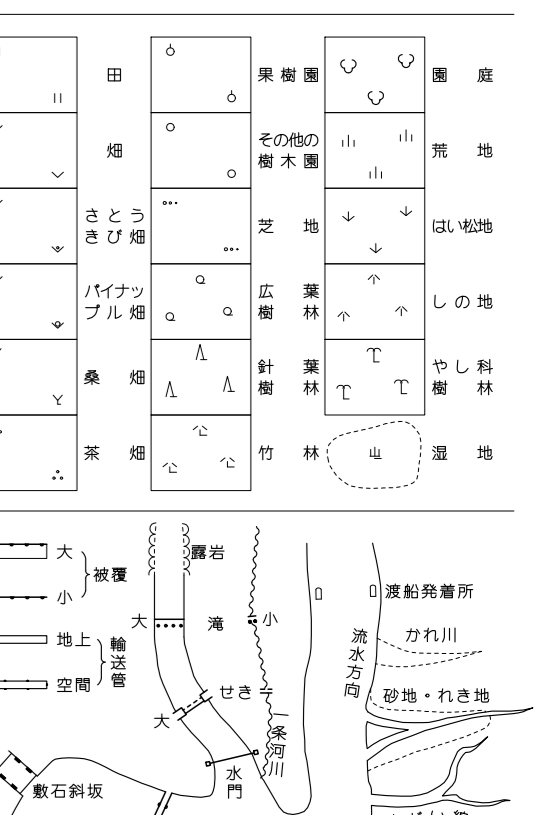 田
果樹園
園庭
畑
その他の
樹木園
荒地
さとう
きび畑
芝地
はい松地
パイナッ
プル畑
広葉
樹林
しの地
桑畑
針葉
樹林
やし科
樹林
茶畑
竹林
湿地
大
小
被覆
地上
空間
輸送管
露岩
大
滝
小
せき
大
一条河川
水門
敷石斜坂
渡船発着所
流水方向
かれ川
砂地・れき地